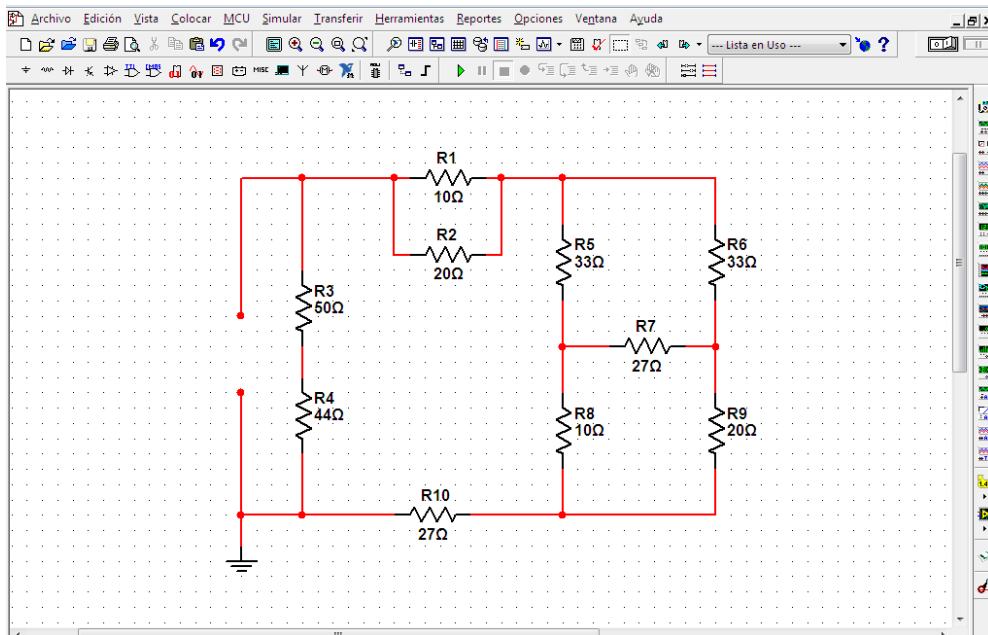 Archivo Edición Vista Colocar MCU Simular Transferir Herramientas Reportes Opciones Ventana Ayuda
--- Lista en Uso ---
MISC
R1
10Ω
R2
20Ω
R3
50Ω
R4
44Ω
R5
33Ω
R6
33Ω
R7
27Ω
R8
10Ω
R9
20Ω
R10
27Ω